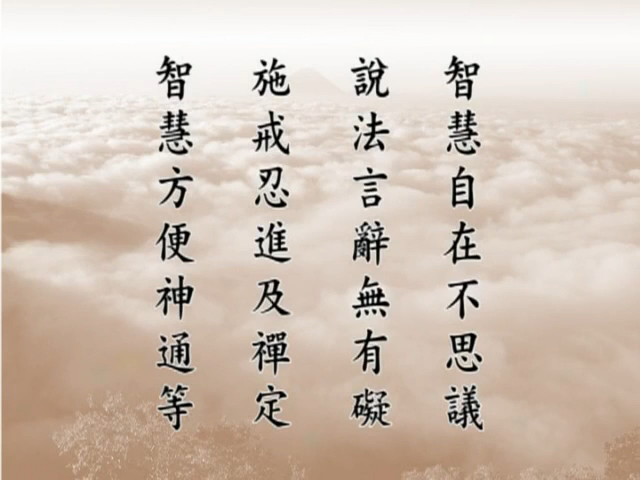 智慧自在不思議
說法言辭無有礙
施戒忍進及禪定
智慧方便神通等